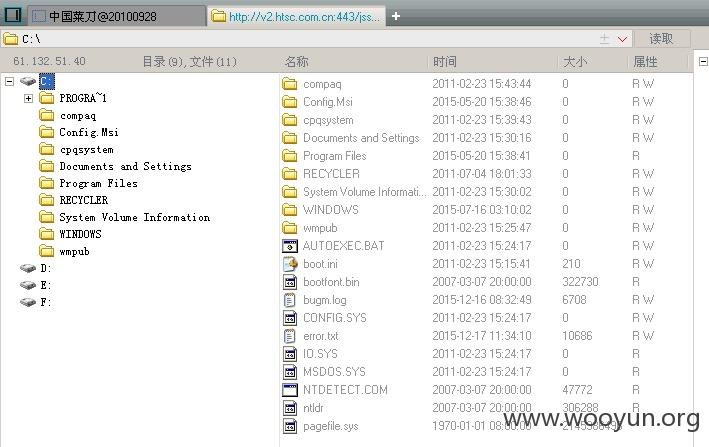 中国菜刀@20100928 http://v2.htsc.com.cn:443/jss... +
C:\ 读取
61.132.51.40 目录(9),文件(11) 名称 时间 大小 属性
C:
PROGRA~1
compaq
Config.Msi
cpqsystem
Documents and Settings
Program Files
RECYCLER
System Volume Information
WINDOWS
wmpub
D:
E:
F:
compaq 2011-02-23 15:43:44 0 R W
Config.Msi 2015-05-20 15:38:46 0 R W
cpqsystem 2011-02-23 15:39:43 0 R W
Documents and Settings 2011-02-23 15:30:16 0 R W
Program Files 2015-05-20 15:38:41 0 R
RECYCLER 2011-07-04 18:01:33 0 R W
System Volume Informati... 2011-02-23 15:30:02 0 R W
WINDOWS 2015-07-16 03:10:02 0 R W
wmpub 2011-02-23 15:25:47 0 R W
AUTOEXEC.BAT 2011-02-23 15:24:17 0 R W
boot.ini 2011-02-23 15:15:41 210 R W
bootfont.bin 2007-03-07 20:00:00 322730 R
bugm.log 2015-12-16 08:32:49 6708 R W
CONFIG.SYS 2011-02-23 15:24:17 0 R W
error.txt 2015-12-17 11:34:10 10686 R W
IO.SYS 2011-02-23 15:24:17 0 R
MSDOS.SYS 2011-02-23 15:24:17 0 R
NTDETECT.COM 2007-03-07 20:00:00 47772 R
ntldr 2007-03-07 20:00:00 306288 R
pagefile.sys 1970-01-01 08:00:00
www.wooyun.org